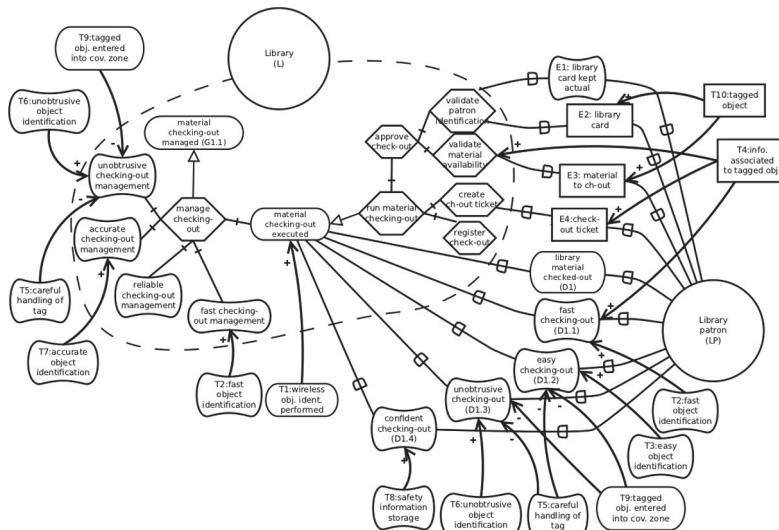 T9:tagged
obj. entered
into cov. zone
Library
(L)
E1: library
card kept
actual
T6:unobtrusive
object
identification
validate
patron
identification
T10:tagged
object
E2: library
card
material
checking-out
managed (G1.1)
approve
check-out
validate
material
availability
T4:info.
associated
to tagged obj.
unobtrusive
checking-out
management
E3: material
to ch-out
manage
checking-
out
material
checking-out
executed
run material
checking-out
create
ch-out ticket
E4:check-
out ticket
accurate
checking-out
management
register
check-out
library
material
checked-out
(D1)
T5:careful
handling of
tag
reliable
checking-out
management
fast checking-
out management
fast
checking-out
(D1.1)
Library
patron
(LP)
T7:accurate
object
identification
easy
checking-out
(D1.2)
T2:fast
object
identification
T1:wireless
obj. ident.
performed
unobtrusive
checking-out
(D1.3)
T2:fast
object
identification
confident
checking-out
(D1.4)
T3:easy
object
identification
T8:safety
information
storage
T6:unobtrusive
object
identification
T5:careful
handling of
tag
T9:tagged
obj. entered
into cov. zone